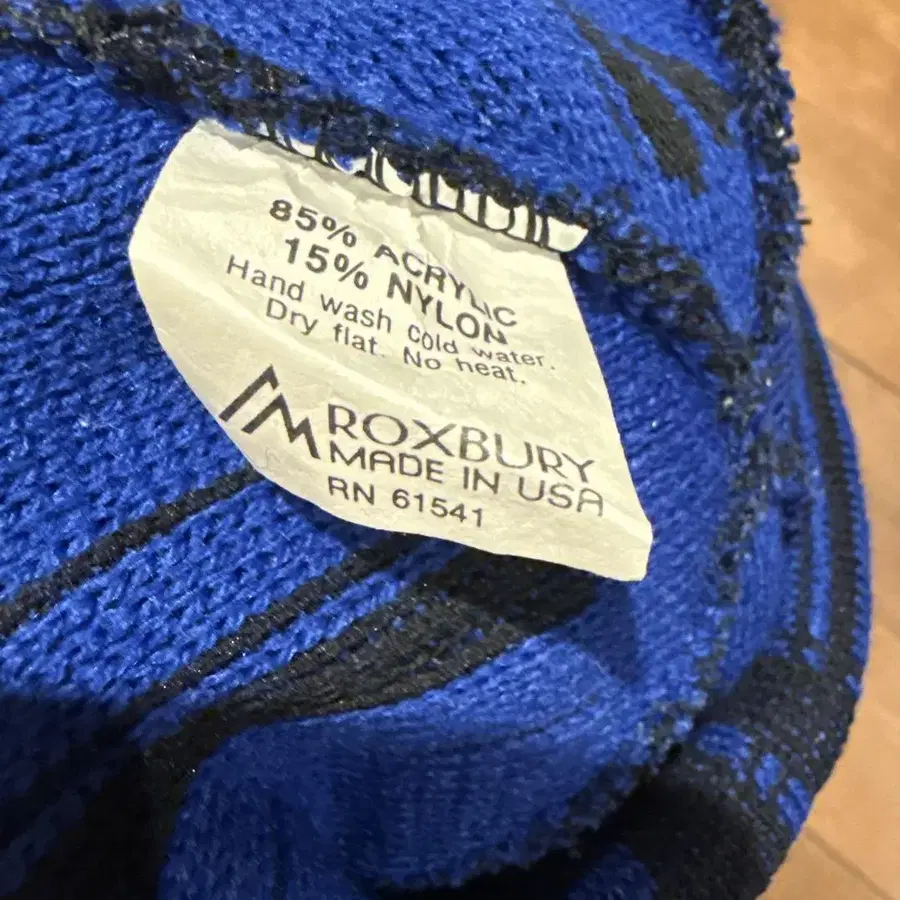 85% ACRYLIC
15% NYLON
Hand wash cold water.
Dry flat. No heat.
ROXBURY
MADE IN USA
RN 61541